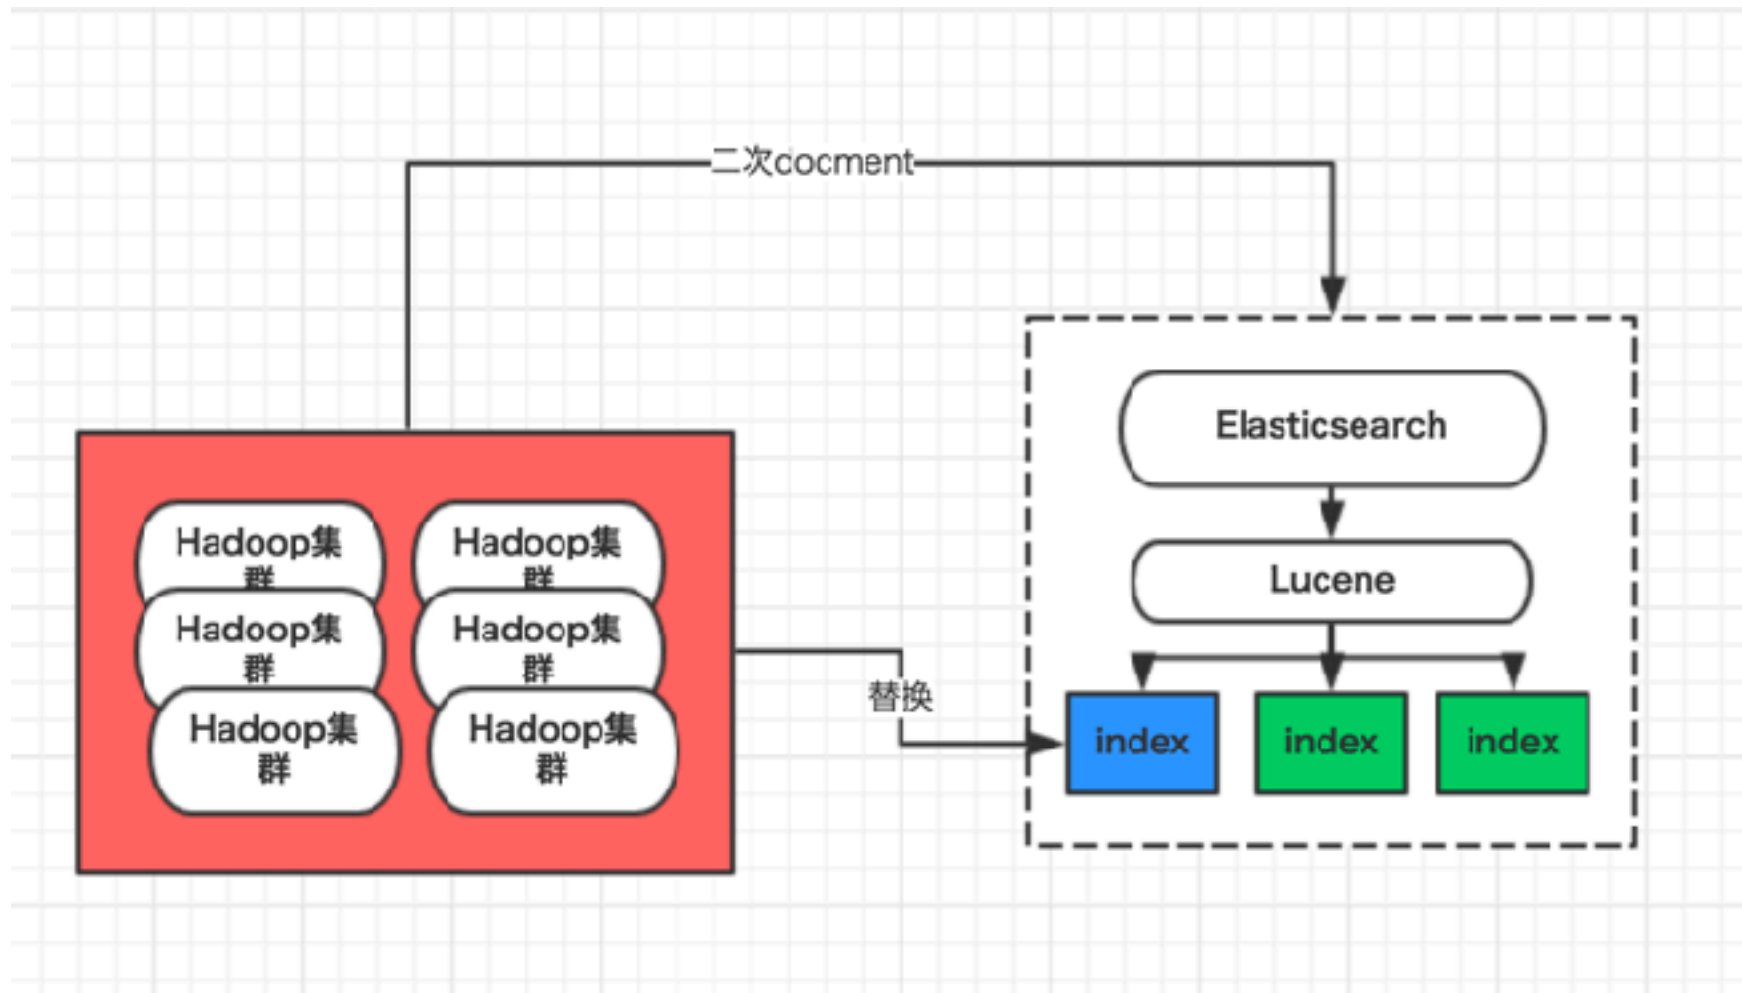 二次docment
Elasticsearch
Hadoop集
群
Hadoop集
群
Lucene
Hadoop集
群
Hadoop集
群
替换
Hadoop集
群
Hadoop集
群
index
index
index